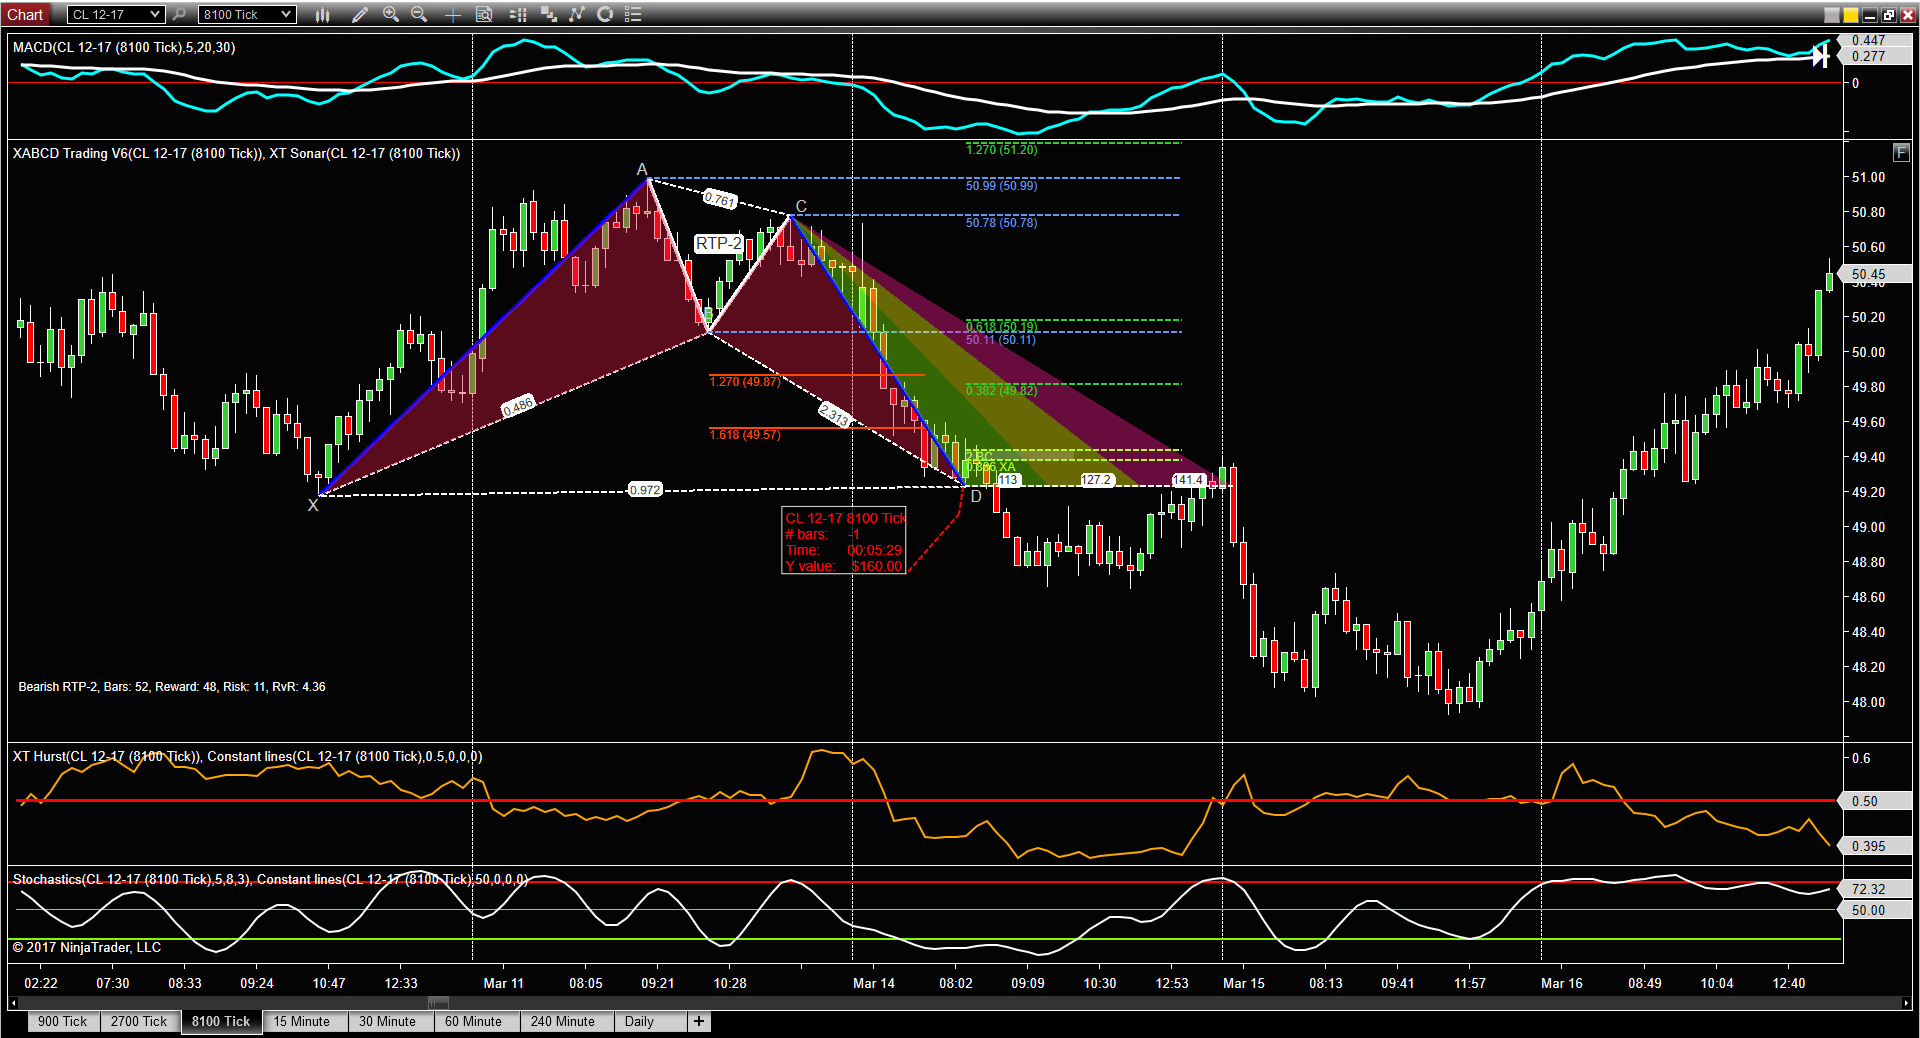 Chart CL 12-17 8100 Tick
MACD(CL 12-17 (8100 Tick),5,20,30)
0.447
0.277
0
XABCD Trading V6(CL 12-17 (8100 Tick)), XT Sonar(CL 12-17 (8100 Tick))
F
1.270 (51.20)
A
51.00
50.99 (50.99)
0.761
C
50.80
50.78 (50.78)
RTP-2
50.60
50.45
50.40
B
50.20
0.618 (50.19)
50.11 (50.11)
50.00
1.270 (49.87)
0.382 (49.82)
49.80
0.486
2.313
49.60
1.618 (49.57)
49.40
2 BC
0.886 XA
113
127.2
141.4
0.972
X
D
49.20
CL 12-17 8100 Tick
# bars: -1
Time: 00:05:29
Y value: $160.00
49.00
48.80
48.60
48.40
48.20
48.00
Bearish RTP-2, Bars: 52, Reward: 48, Risk: 11, RvR: 4.36
XT Hurst(CL 12-17 (8100 Tick)), Constant lines(CL 12-17 (8100 Tick),0.5,0,0,0)
0.6
0.50
0.395
Stochastics(CL 12-17 (8100 Tick),5,8,3), Constant lines(CL 12-17 (8100 Tick),50,0,0,0)
72.32
50.00
© 2017 NinjaTrader, LLC
02:22 07:30 08:33 09:24 10:47 12:33 Mar 11 08:05 09:21 10:28 Mar 14 08:02 09:09 10:30 12:53 Mar 15 08:13 09:41 11:57 Mar 16 08:49 10:04 12:40
900 Tick 2700 Tick 8100 Tick 15 Minute 30 Minute 60 Minute 240 Minute Daily +